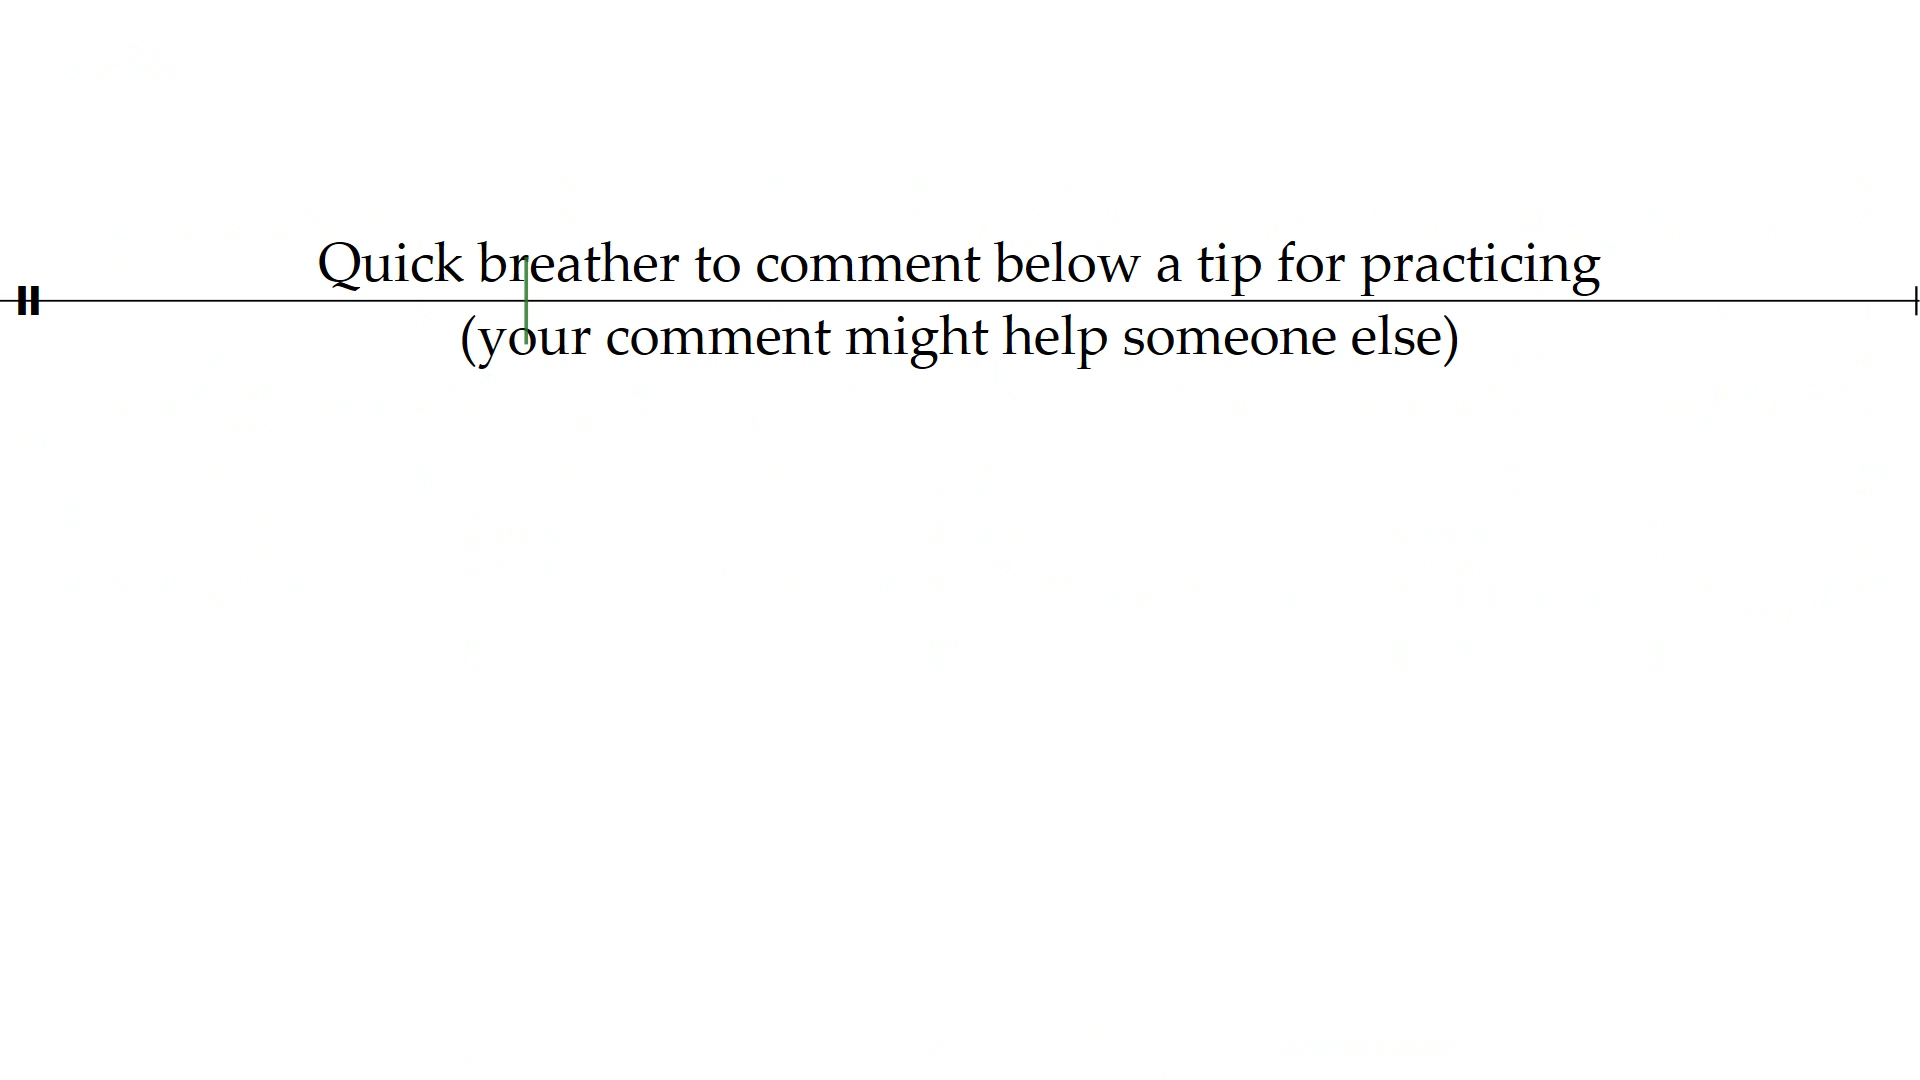 Quick breather to comment below a tip for practicing
(your comment might help someone else)